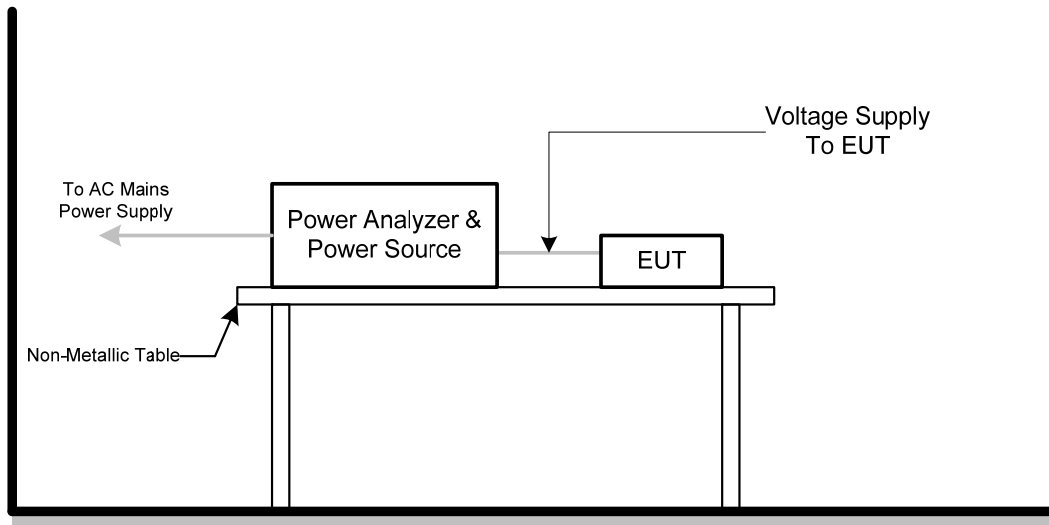 Voltage Supply
To EUT
To AC Mains
Power Supply
Power Analyzer &
Power Source
EUT
Non-Metallic Table